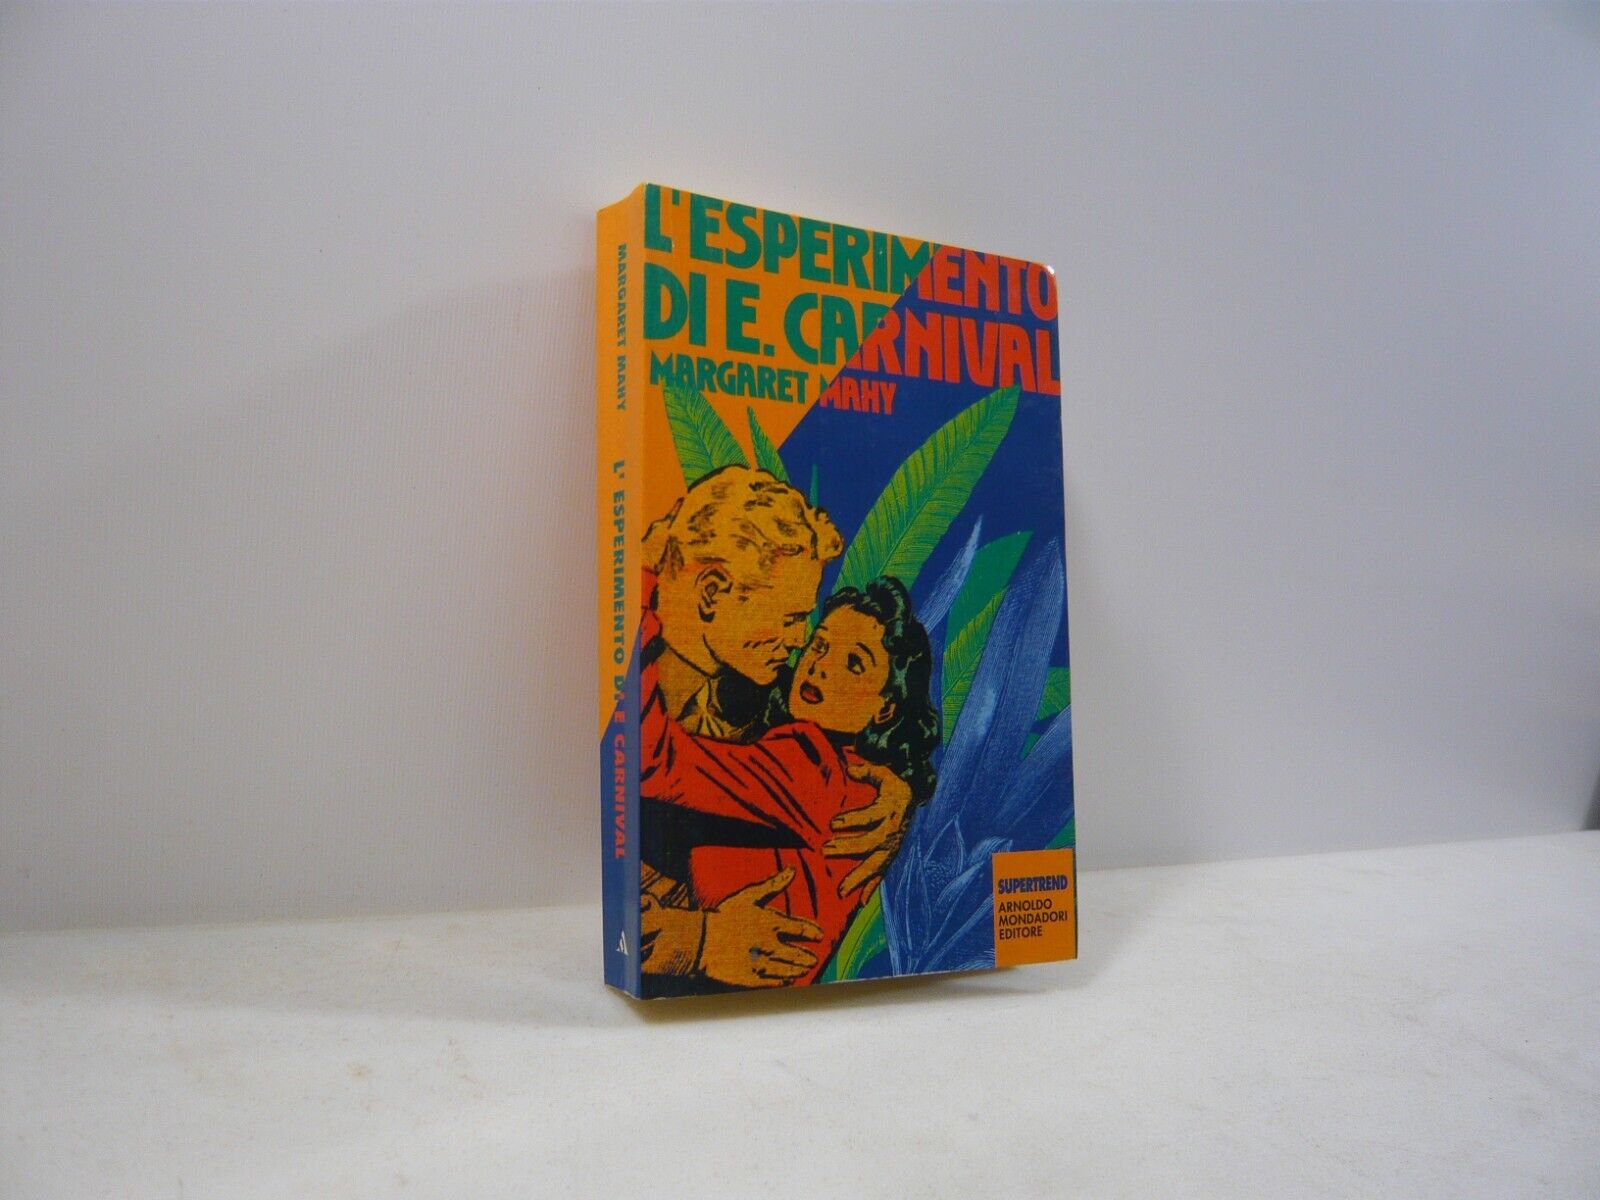 L'ESPERIMENTO
DI E. CARNIVAL
MARGARET MAHY
SUPERTREND
ARNOLDO
MONDADORI
EDITORE
MARGARET MAHY L'ESPERIMENTO DI E CARNIVAL